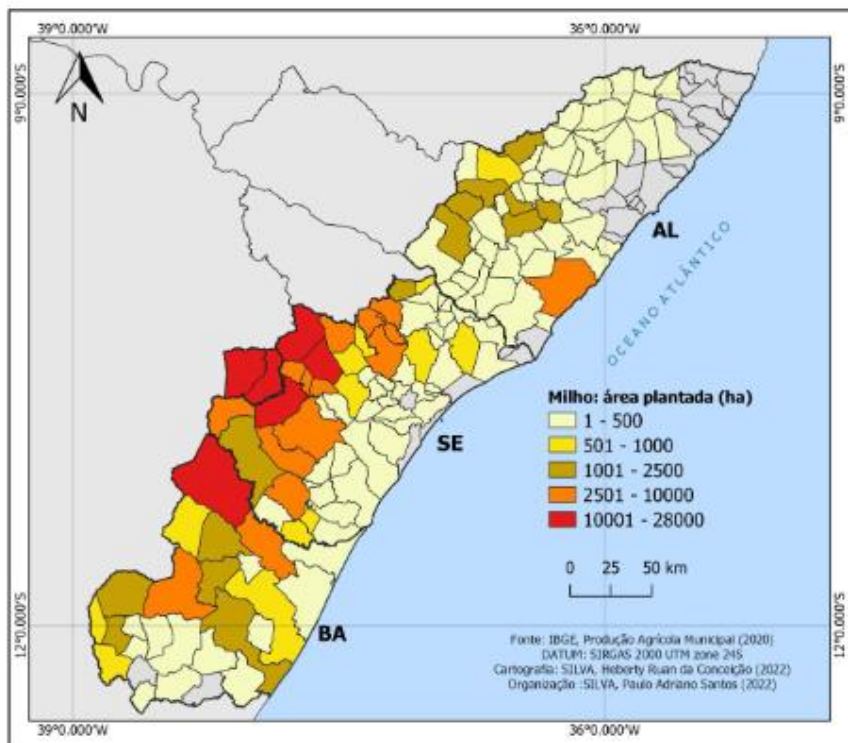 39°0.000'W 36°0.000'W
9°0.000'S 9°0.000'S
N
AL
OCEANO ATLÂNTICO
Milho: área plantada (ha)
1 - 500
501 - 1000
1001 - 2500
2501 - 10000
10001 - 28000
SE
0 25 50 km
12°0.000'S 12°0.000'S
BA
Fonte: IBGE, Produção Agrícola Municipal (2020)
DATUM: SIRGAS 2000 UTM zone 24S
Cartografia: SILVA, Heberty Ruan da Conceição (2022)
Organização :SILVA, Paulo Adriano Santos (2022)
39°0.000'W 36°0.000'W